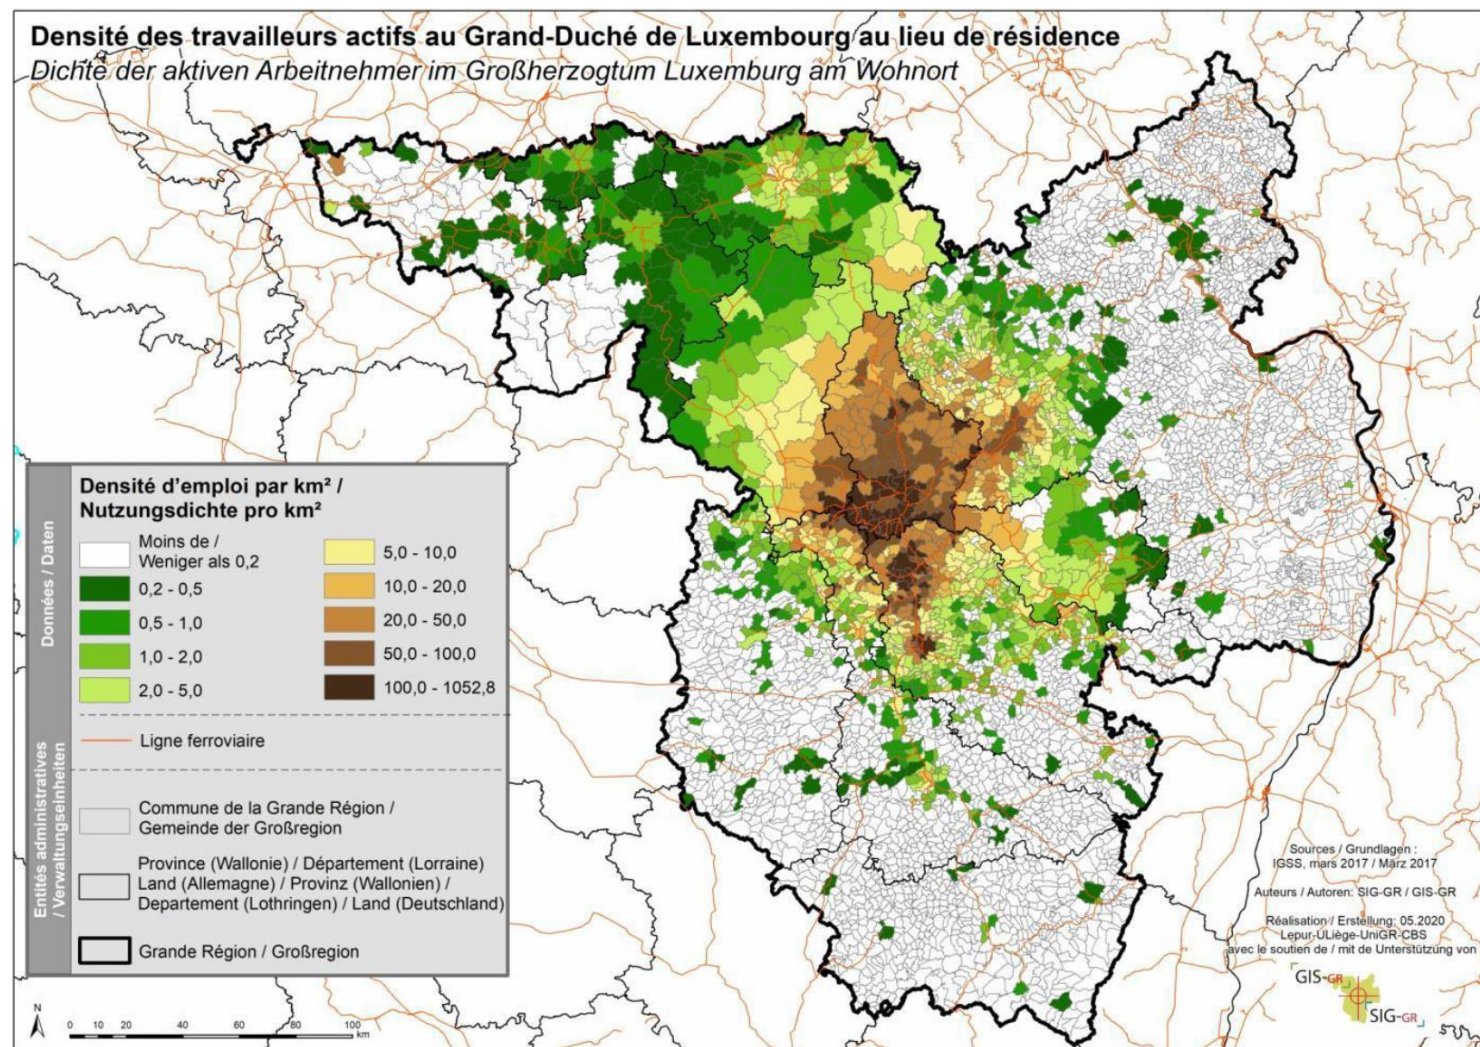 Densité des travailleurs actifs au Grand-Duché de Luxembourg au lieu de résidence
Dichte der aktiven Arbeitnehmer im Großherzogtum Luxemburg am Wohnort
Données / Daten
Densité d'emploi par km² /
Nutzungsdichte pro km²
Moins de /
Weniger als 0,2
0,2 - 0,5
0,5 - 1,0
1,0 - 2,0
2,0 - 5,0
5,0 - 10,0
10,0 - 20,0
20,0 - 50,0
50,0 - 100,0
100,0 - 1052,8
Ligne ferroviaire
Entités administratives
/ Verwaltungseinheiten
Commune de la Grande Région /
Gemeinde der Großregion
Province (Wallonie) / Département (Lorraine)
Land (Allemagne) / Provinz (Wallonien) /
Departement (Lothringen) / Land (Deutschland)
Grande Région / Großregion
N
0 10 20 40 60 80 100
km
Sources / Grundlagen :
IGSS, mars 2017 / März 2017
Auteurs / Autoren: SIG-GR / GIS-GR
Réalisation / Erstellung: 05.2020
Lepur-ULiège-UniGR-CBS
avec le soutien de / mit de Unterstützung von
GIS-GR
SIG-GR